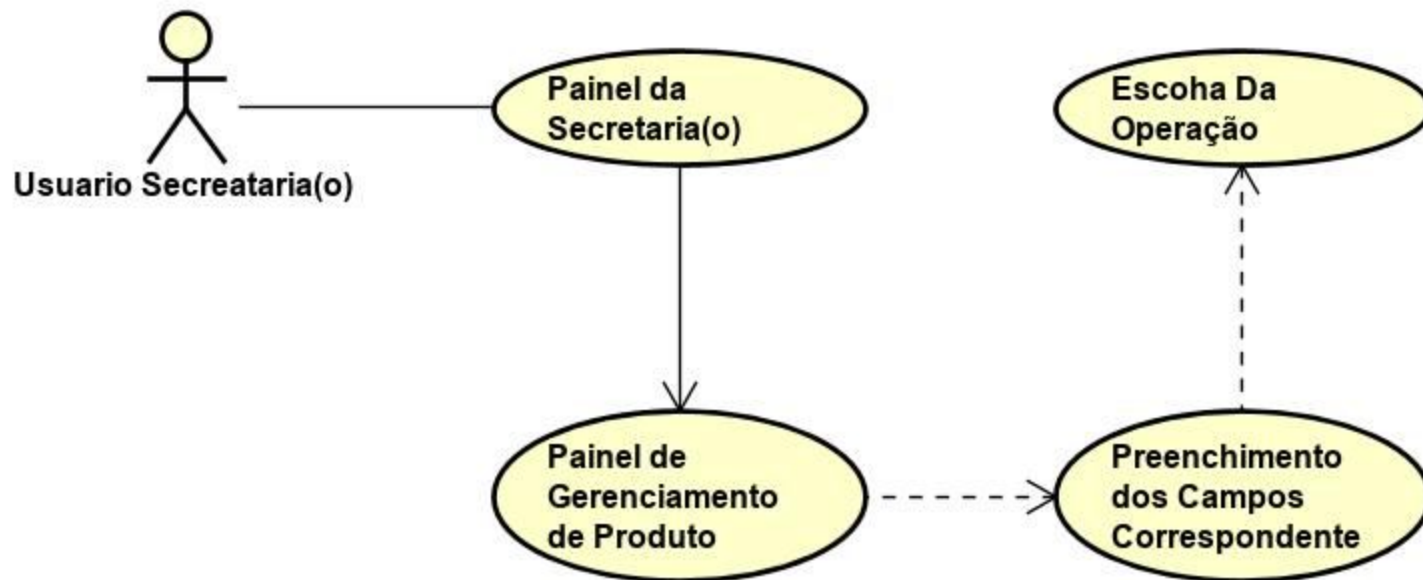 Painel da
Secretaria(o)
Escoha Da
Operação
Usuario Secreataria(o)
Painel de
Gerenciamento
de Produto
Preenchimento
dos Campos
Correspondente